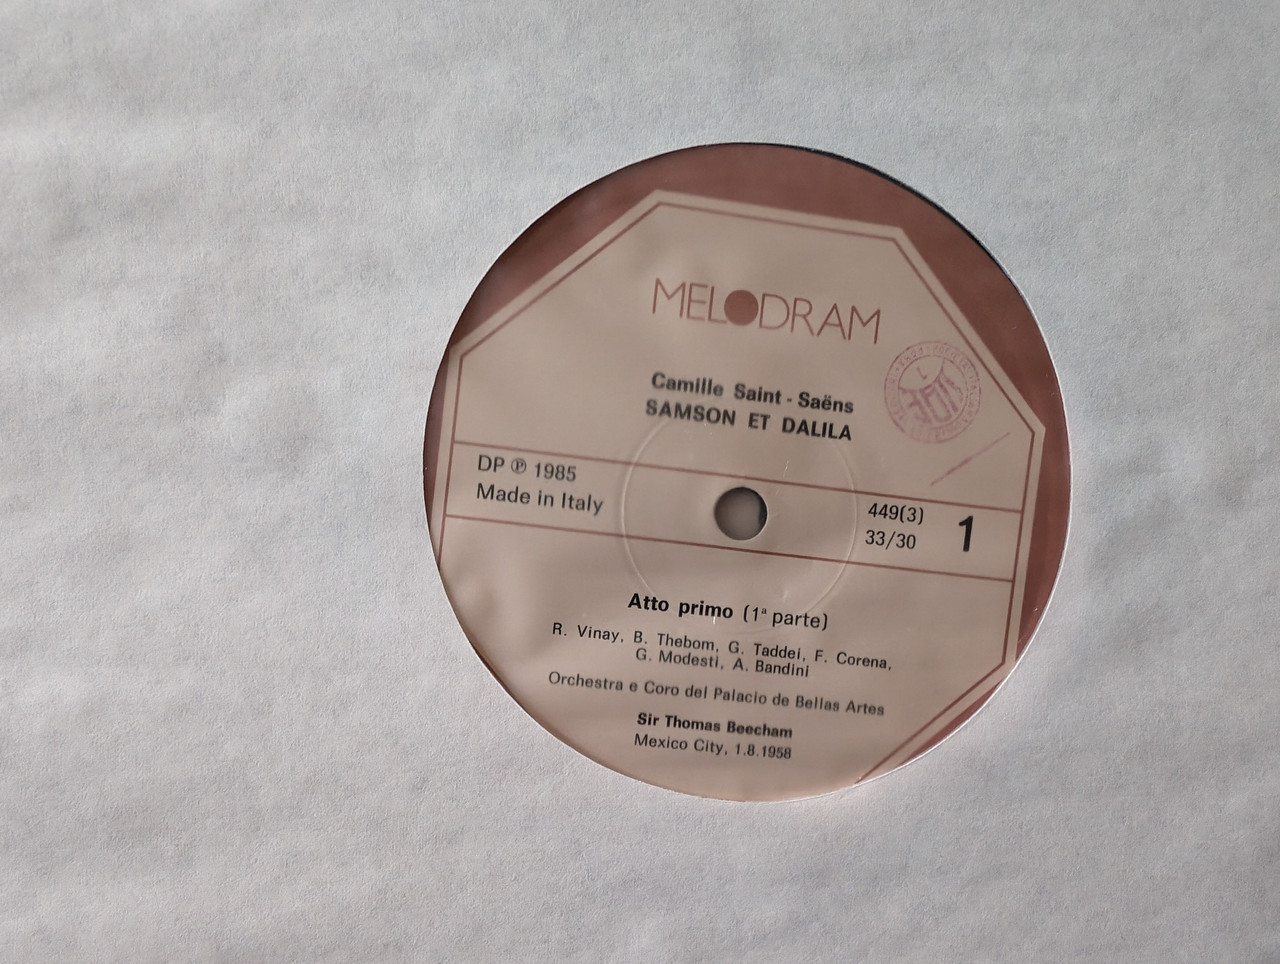 MELODRAM
Camille Saint - Saëns
SAMSON ET DALILA
DP ℗ 1985
Made in Italy
449(3)
33/30
1
Atto primo (1ª parte)
R. Vinay, B. Thebom, G. Taddei, F. Corena,
G. Modesti, A. Bandini
Orchestra e Coro del Palacio de Bellas Artes
Sir Thomas Beecham
Mexico City, 1.8.1958